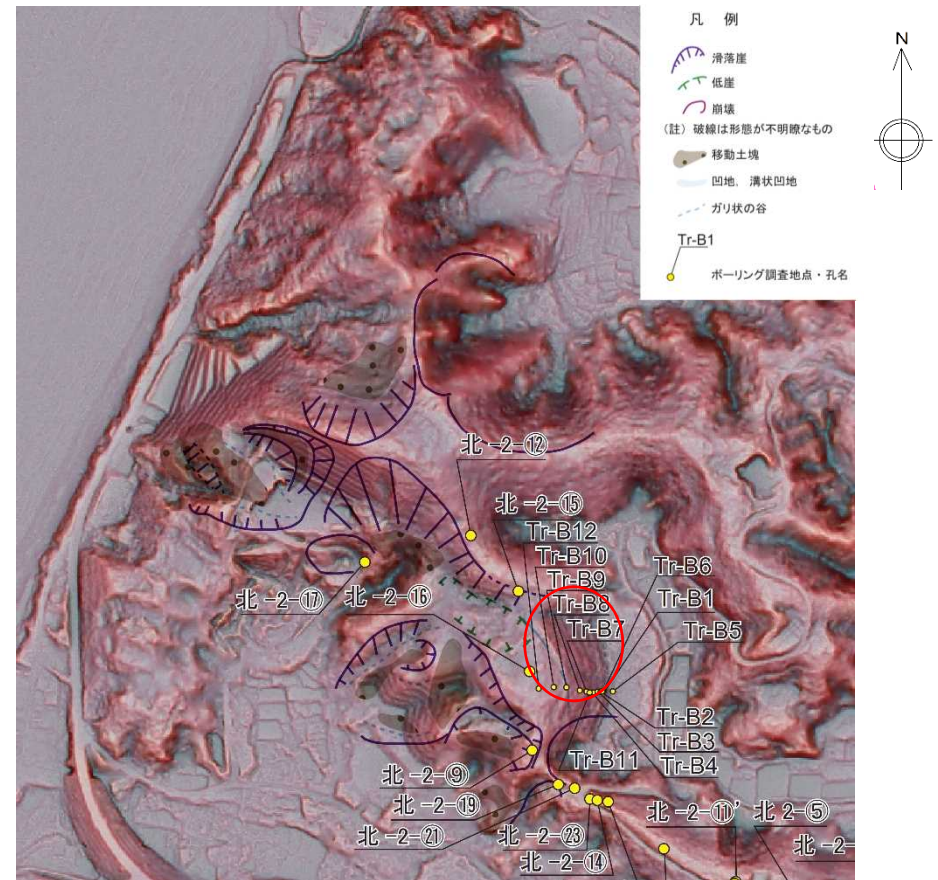 凡 例
滑落崖
低崖
崩壊
（註）破線は形態が不明瞭なもの
移動土塊
凹地、溝状凹地
ガリ状の谷
Tr-B1
ボーリング調査地点・孔名
N
北 -2-⑫
北 -2-⑮
Tr-B12
Tr-B10
Tr-B9
Tr-B8
Tr-B7
Tr-B6
Tr-B1
Tr-B5
北 -2-⑰
北 -2-⑯
Tr-B2
Tr-B3
Tr-B4
Tr-B11
北 -2-⑨
北 -2-⑲
北 -2-㉑
北 -2-㉓
北 -2-⑭
北 -2-⑪’
北 2-⑤
北 -2-